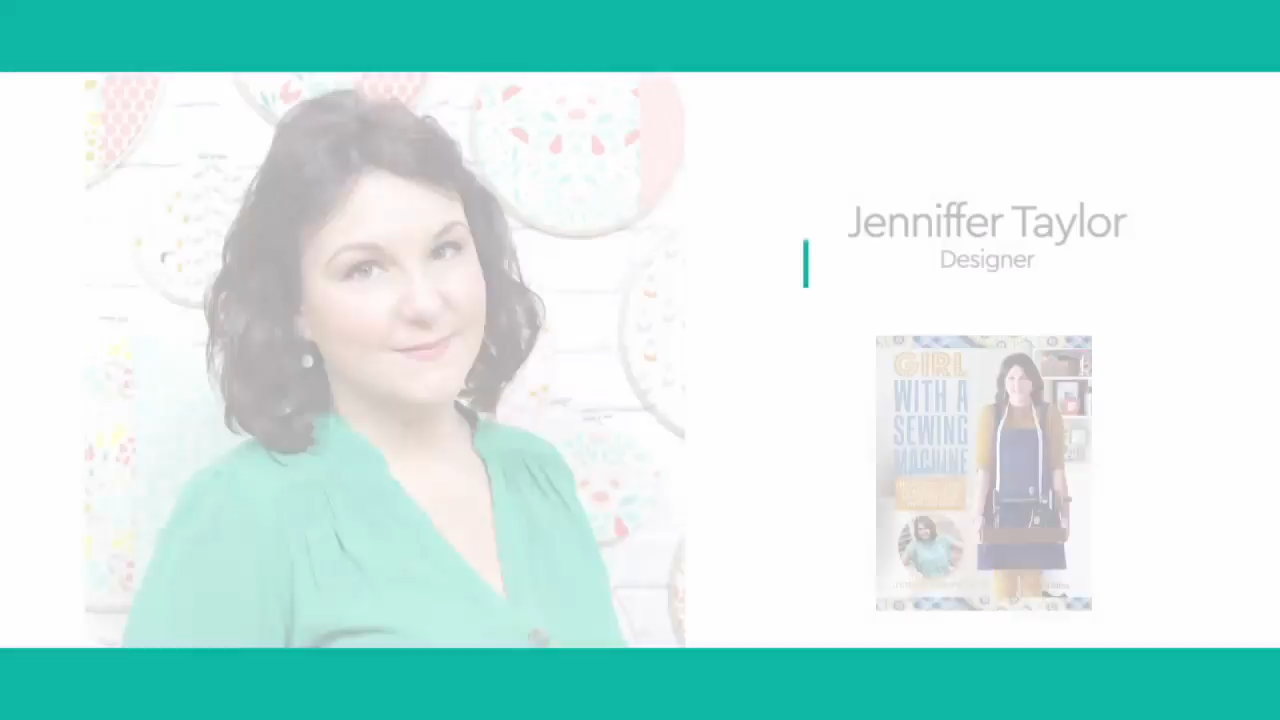 Jenniffer Taylor
Designer
GIRL
WITH A
SEWING
MACHINE